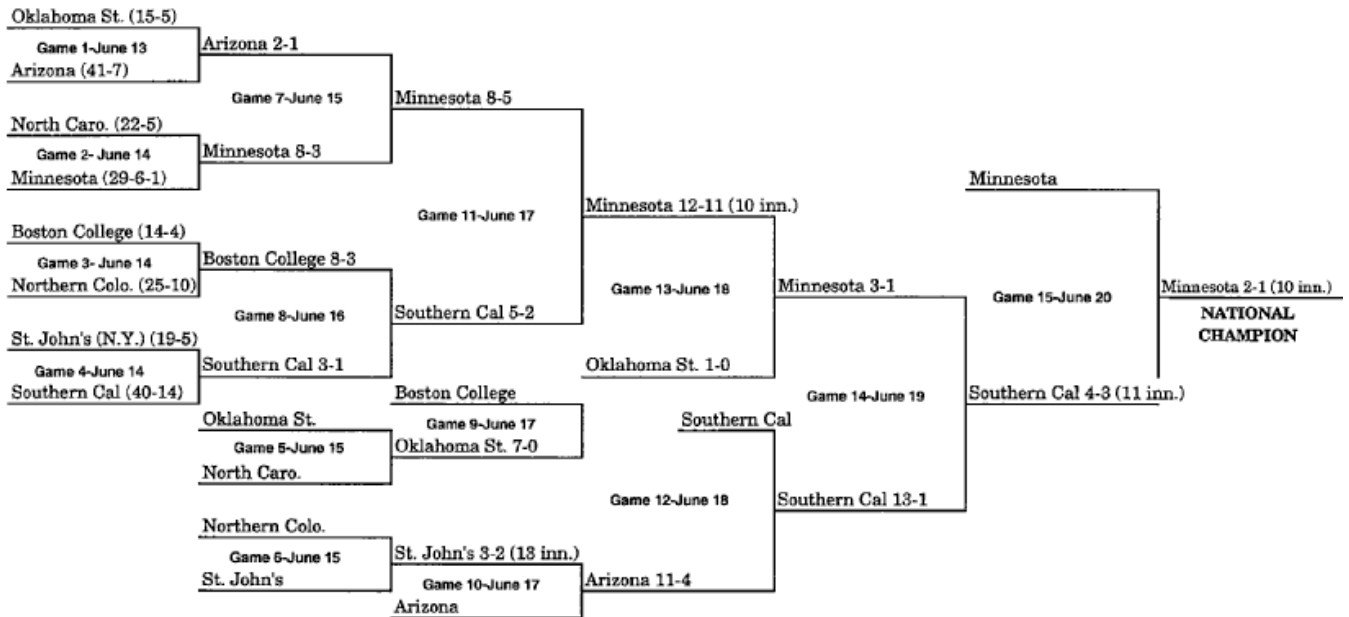 Oklahoma St. (15-5)
Game 1-June 13
Arizona (41-7)
Arizona 2-1
Game 7-June 15
North Caro. (22-5)
Game 2- June 14
Minnesota (29-6-1)
Minnesota 8-3
Minnesota 8-5
Game 11-June 17
Boston College (14-4)
Game 3- June 14
Northern Colo. (25-10)
Boston College 8-3
Game 8-June 16
St. John's (N.Y.) (19-5)
Game 4-June 14
Southern Cal (40-14)
Southern Cal 3-1
Southern Cal 5-2
Minnesota 12-11 (10 inn.)
Game 13-June 18
Oklahoma St. 1-0
Minnesota 3-1
Oklahoma St.
Game 5-June 15
North Caro.
Boston College
Game 9-June 17
Oklahoma St. 7-0
Northern Colo.
Game 6-June 15
St. John's
St. John's 3-2 (13 inn.)
Game 10-June 17
Arizona
Arizona 11-4
Southern Cal
Game 12-June 18
Southern Cal 13-1
Game 14-June 19
Minnesota
Game 15-June 20
Southern Cal 4-3 (11 inn.)
Minnesota 2-1 (10 inn.)
NATIONAL
CHAMPION